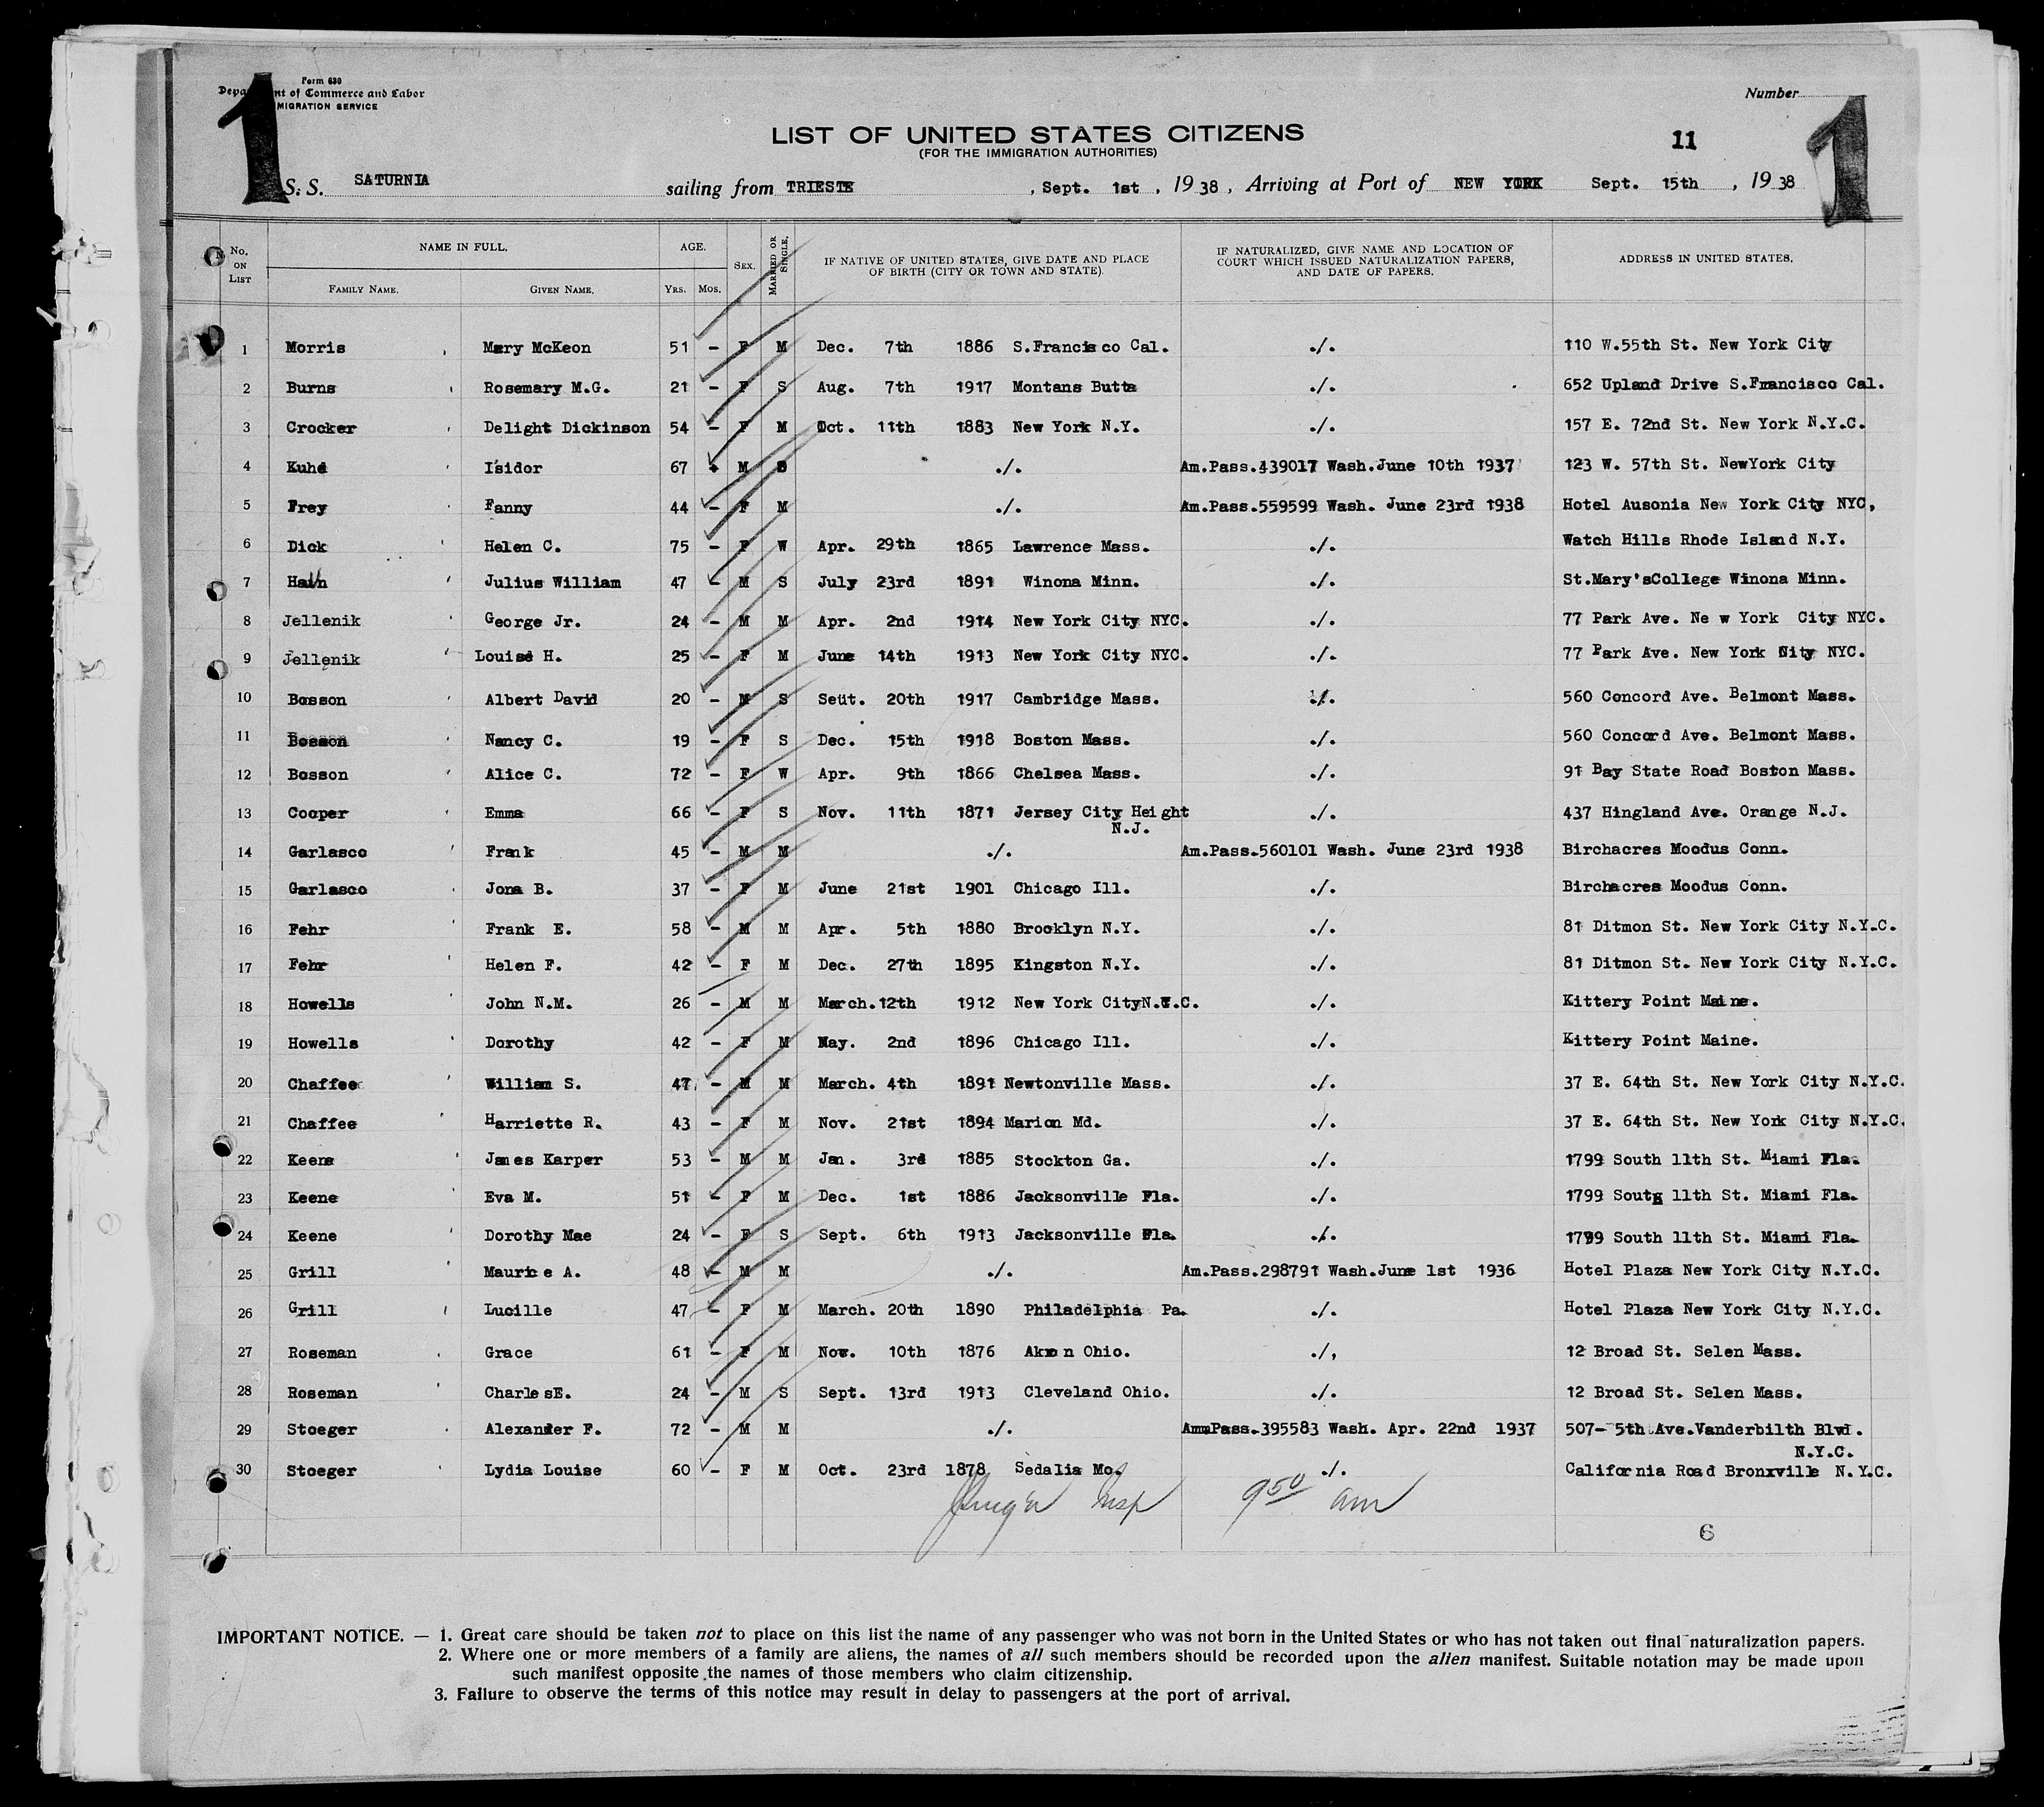 Form 630
Department of Commerce and Labor
IMMIGRATION SERVICE
Number
1
1
LIST OF UNITED STATES CITIZENS
(FOR THE IMMIGRATION AUTHORITIES)
11
S. S. SATURNIA sailing from TRIESTE , Sept. 1st , 19 38 , Arriving at Port of NEW YORK Sept. 15th , 19 38
No. ON LIST NAME IN FULL. AGE. SEX. MARRIED OR SINGLE. IF NATIVE OF UNITED STATES, GIVE DATE AND PLACE OF BIRTH (CITY OR TOWN AND STATE). IF NATURALIZED, GIVE NAME AND LOCATION OF COURT WHICH ISSUED NATURALIZATION PAPERS, AND DATE OF PAPERS. ADDRESS IN UNITED STATES.
FAMILY NAME. GIVEN NAME. YRS. MOS.
1 Morris Mary McKeon 51 - F M Dec. 7th 1886 S.Francisco Cal. ./. 110 W.55th St. New York City
2 Burns Rosemary M.G. 21 - F S Aug. 7th 1917 Montans Butte ./. 652 Upland Drive S.Francisco Cal.
3 Crocker Delight Dickinson 54 - F M Oct. 11th 1883 New York N.Y. ./. 157 E. 72nd St. New York N.Y.C.
4 Kuhd Isidor 67 M ./. Am.Pass.439017 Wash.June 10th 1937 123 W. 57th St. NewYork City
5 Frey Fanny 44 - F M ./. Am.Pass.559599 Wash. June 23rd 1938 Hotel Ausonia New York City NYC,
6 Dick Helen C. 75 - F W Apr. 29th 1865 Lawrence Mass. ./. Watch Hills Rhode Island N.Y.
7 Julius William 47 - M S July 23rd 1891 Winona Minn. ./. St.Mary'sCollege Winona Minn.
8 Jellenik George Jr. 24 - M M Apr. 2nd 1914 New York City NYC. ./. 77 Park Ave. Ne w York City NYC.
9 Jellenik Louise H. 25 - F M June 14th 1913 New York City NYC. ./. 77 Park Ave. New York Nity NYC.
10 Bosson Albert David 20 - M S Seüt. 20th 1917 Cambridge Mass. ./. 560 Concord Ave. Belmont Mass.
11 Bosson Nancy C. 19 - F S Dec. 15th 1918 Boston Mass. ./. 560 Concord Ave. Belmont Mass.
12 Bosson Alice C. 72 - F W Apr. 9th 1866 Chelsea Mass. ./. 91 Bay State Road Boston Mass.
13 Cooper Emma 66 - F S Nov. 11th 1871 Jersey City Height ./. 437 Hingland Ave. Orange N.J.
N.J.
14 Garlasco Frank 45 - M M ./. Am.Pass.560101 Wash. June 23rd 1938 Birchacres Moodus Conn.
15 Garlasco Jona B. 37 - F M June 21st 1901 Chicago Ill. ./. Birchacres Moodus Conn.
16 Fehr Frank E. 58 - M M Apr. 5th 1880 Brooklyn N.Y. ./. 81 Ditmon St. New York City N.Y.C.
17 Fehr Helen F. 42 - F M Dec. 27th 1895 Kingston N.Y. ./. 81 Ditmon St. New York City N.Y.C.
18 Howells John N.M. 26 - M M March.12th 1912 New York CityN.Y.C. ./. Kittery Point Maine.
19 Howells Dorothy 42 - F M May. 2nd 1896 Chicago Ill. ./. Kittery Point Maine.
20 Chaffee William S. 47 - M M March. 4th 1891 Newtonville Mass. ./. 37 E. 64th St. New York City N.Y.C.
21 Chaffee Harriette R. 43 - F M Nov. 21st 1894 Marion Md. ./. 37 E. 64th St. New York City N.Y.C.
22 Keene James Karper 53 - M M Jan. 3rd 1885 Stockton Ga. ./. 1799 South 11th St. Miami Fla.
23 Keene Eva M. 51 - F M Dec. 1st 1886 Jacksonville Fla. ./. 1799 Soutg 11th St. Miami Fla.
24 Keene Dorothy Mae 24 - F S Sept. 6th 1913 Jacksonville Fla. ./. 1799 South 11th St. Miami Fla.
25 Grill Maurice A. 48 - M M ./. Am.Pass.298791 Wash.June 1st 1936 Hotel Plaza New York City N.Y.C.
26 Grill Lucille 47 - F M March. 20th 1890 Philadelphia Pa. ./. Hotel Plaza New York City N.Y.C.
27 Roseman Grace 61 - F M Nov. 10th 1876 Akron Ohio. ./, 12 Broad St. Selen Mass.
28 Roseman CharlesE. 24 - M S Sept. 13rd 1913 Cleveland Ohio. ./. 12 Broad St. Selen Mass.
29 Stoeger Alexander F. 72 - M M ./. AmmPass.395583 Wash. Apr. 22nd 1937 507- 5th Ave.Vanderbilth Blvd.
N.Y.C.
30 Stoeger Lydia Louise 60 - F M Oct. 23rd 1878 Sedalia Mo. ./. California Road Bronxville N.Y.C.
Insp 9 50 am
6
IMPORTANT NOTICE. — 1. Great care should be taken not to place on this list the name of any passenger who was not born in the United States or who has not taken out final naturalization papers.
2. Where one or more members of a family are aliens, the names of all such members should be recorded upon the alien manifest. Suitable notation may be made upon
such manifest opposite the names of those members who claim citizenship.
3. Failure to observe the terms of this notice may result in delay to passengers at the port of arrival.